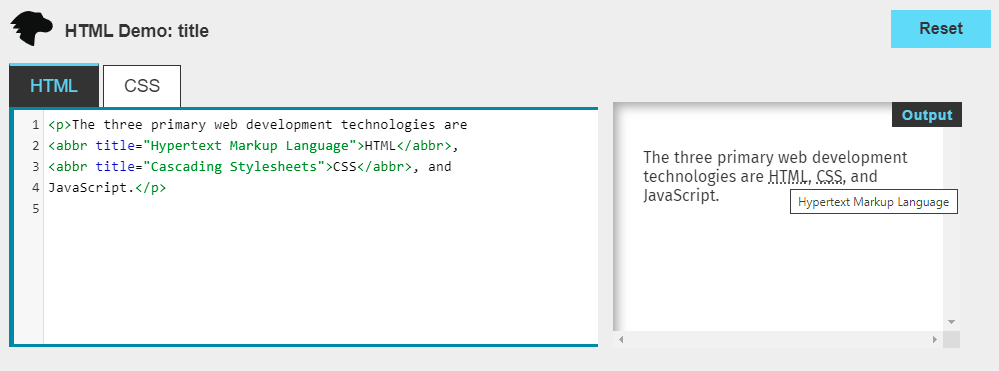 HTML Demo: title
Reset
HTML
CSS
1 <p>The three primary web development technologies are
2 <abbr title="Hypertext Markup Language">HTML</abbr>,
3 <abbr title="Cascading Stylesheets">CSS</abbr>, and
4 JavaScript.</p>
5
Output
The three primary web development
technologies are HTML, CSS, and
JavaScript.
Hypertext Markup Language